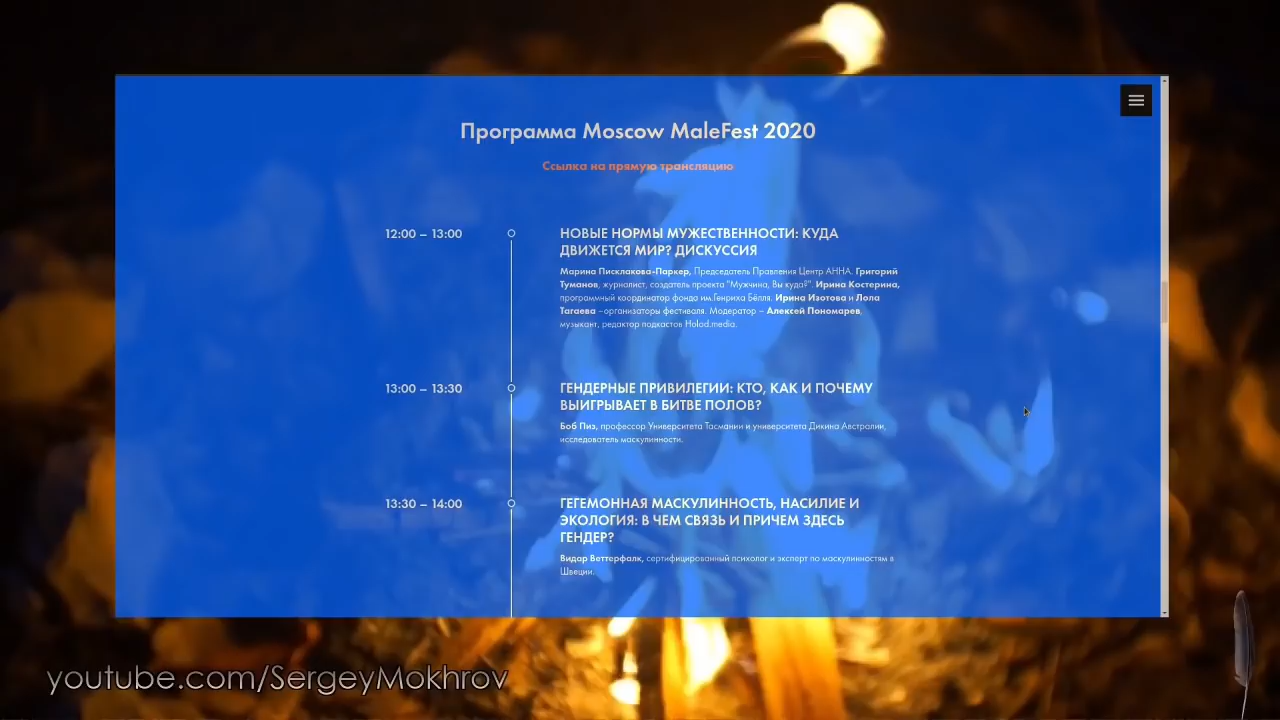 Программа Moscow MaleFest 2020
Ссылка на прямую трансляцию
12:00 – 13:00
НОВЫЕ НОРМЫ МУЖЕСТВЕННОСТИ: КУДА
ДВИЖЕТСЯ МИР? ДИСКУССИЯ
Марина Писклакова-Паркер, Председатель Правления Центр АННА. Григорий
Туманов, журналист, создатель проекта "Мужчина, Вы куда?". Ирина Костерина,
программный координатор фонда им.Генриха Бёлля. Ирина Изотова и Лола
Тагаева –организаторы фестиваля. Модератор – Алексей Пономарев,
музыкант, редактор подкастов Holod.media.
13:00 – 13:30
ГЕНДЕРНЫЕ ПРИВИЛЕГИИ: КТО, КАК И ПОЧЕМУ
ВЫИГРЫВАЕТ В БИТВЕ ПОЛОВ?
Боб Пиз, профессор Университета Тасмании и университета Дикина Австралии,
исследователь маскулинности.
13:30 – 14:00
ГЕГЕМОННАЯ МАСКУЛИННОСТЬ, НАСИЛИЕ И
ЭКОЛОГИЯ: В ЧЕМ СВЯЗЬ И ПРИЧЕМ ЗДЕСЬ
ГЕНДЕР?
Видар Веттерфалк, сертифицированный психолог и эксперт по маскулинностям в
Швеции.
youtube.com/SergeyMokhrov